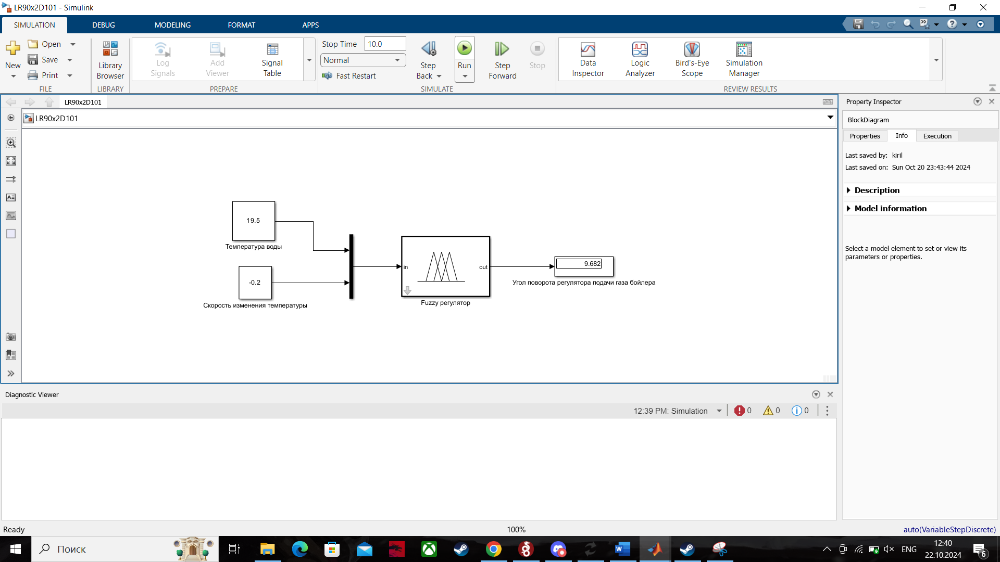 LR90x2D101 - Simulink
SIMULATION
DEBUG
MODELING
FORMAT
APPS
New
Open
Save
Print
FILE
Library
Browser
LIBRARY
Log
Signals
Add
Viewer
Signal
Table
PREPARE
Stop Time
10.0
Normal
Fast Restart
Step
Back
Run
Step
Forward
Stop
SIMULATE
Data
Inspector
Logic
Analyzer
Bird's-Eye
Scope
Simulation
Manager
REVIEW RESULTS
LR90x2D101
LR90x2D101
19.5
Температура воды
-0.2
Скорость изменения температуры
in
out
Fuzzy регулятор
9.682
Угол поворота регулятора подачи газа бойлера
Property Inspector
BlockDiagram
Properties
Info
Execution
Last saved by: kiril
Last saved on: Sun Oct 20 23:43:44 2024
Description
Model information
Select a model element to set or view its
parameters or properties.
Diagnostic Viewer
12:39 PM: Simulation
0
0
0
Ready
100%
auto(VariableStepDiscrete)
Поиск
ENG
12:40
22.10.2024
6